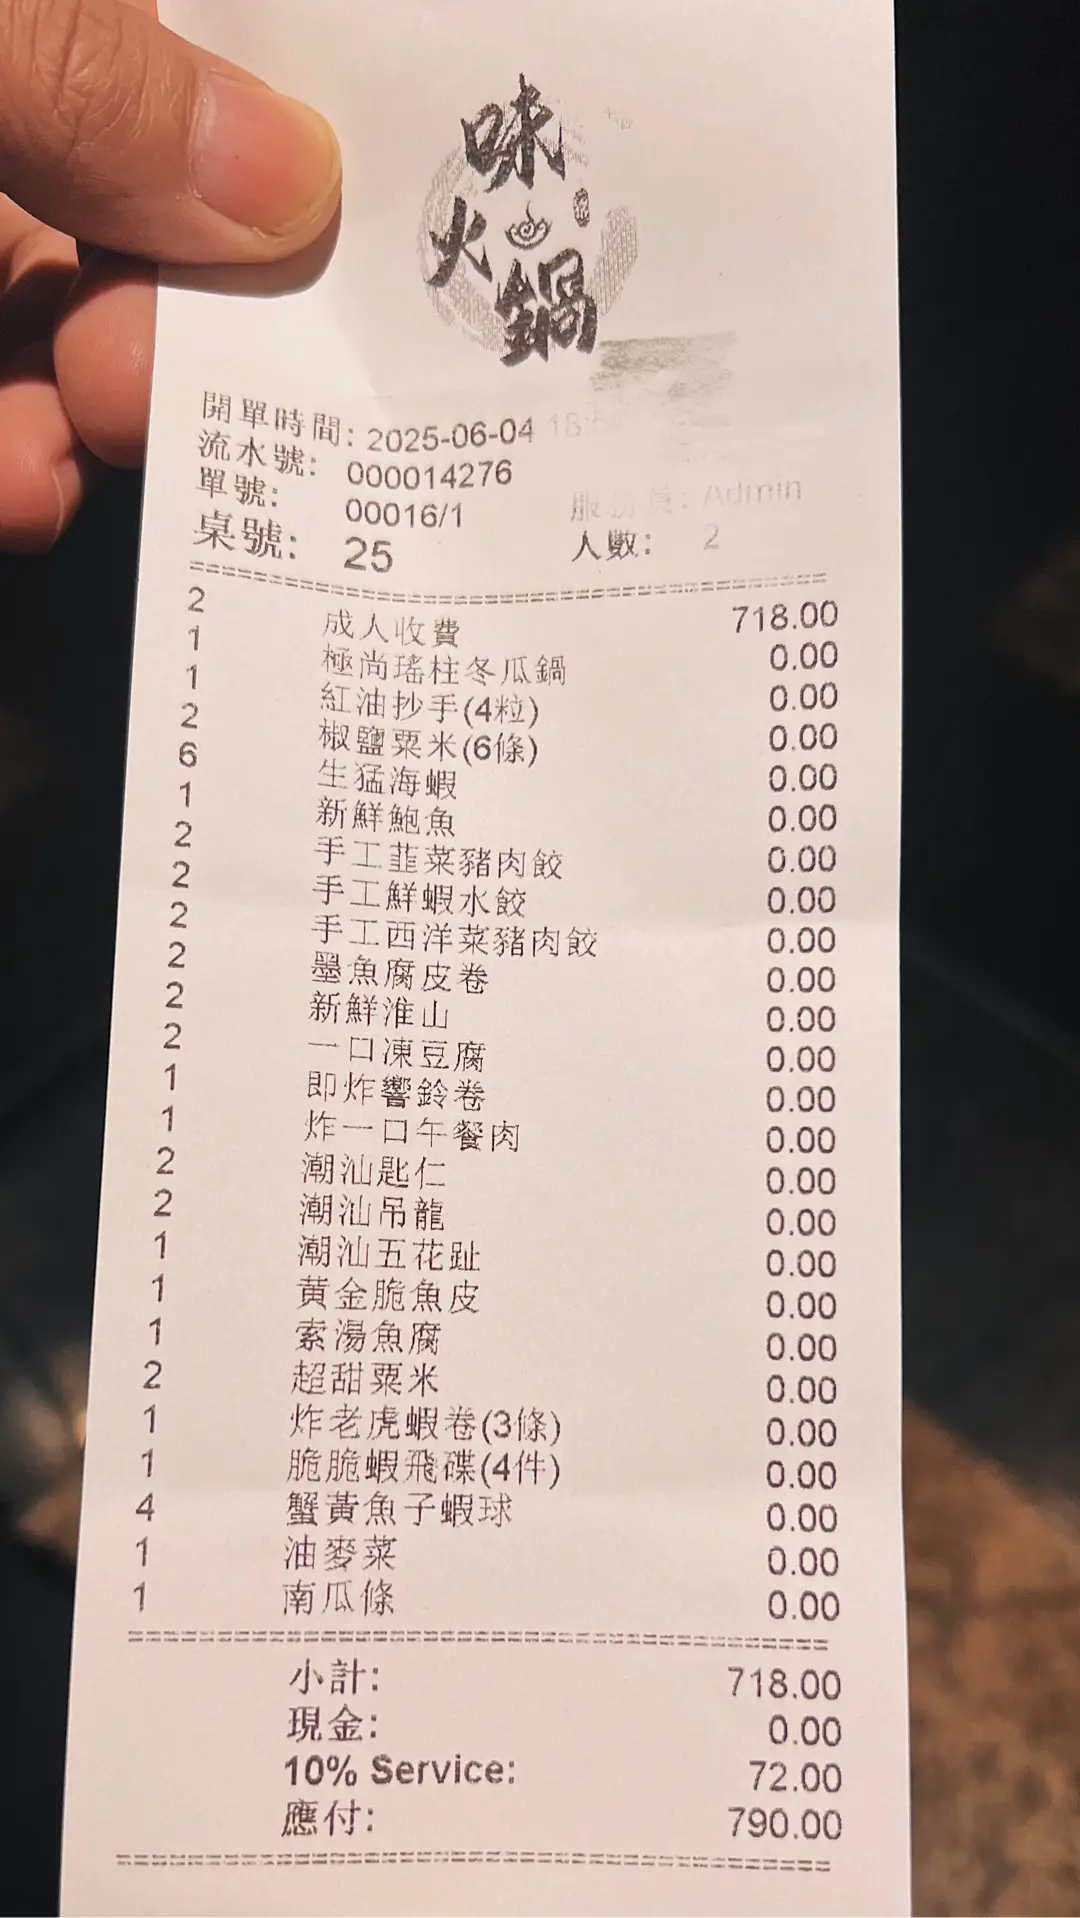 味
火
鍋
開單時間: 2025-06-04
流水號: 000014276
單號: 00016/1 服務員: Admin
桌號: 25 人數: 2
2 成人收費 718.00
1 極尚瑤柱冬瓜鍋 0.00
1 紅油抄手(4粒) 0.00
2 椒鹽粟米(6條) 0.00
6 生猛海蝦 0.00
1 新鮮鮑魚 0.00
2 手工韮菜豬肉餃 0.00
2 手工鮮蝦水餃 0.00
2 手工西洋菜豬肉餃 0.00
2 墨魚腐皮卷 0.00
2 新鮮淮山 0.00
2 一口凍豆腐 0.00
1 即炸響鈴卷 0.00
1 炸一口午餐肉 0.00
2 潮汕匙仁 0.00
2 潮汕吊龍 0.00
1 潮汕五花趾 0.00
1 黃金脆魚皮 0.00
1 索湯魚腐 0.00
2 超甜粟米 0.00
1 炸老虎蝦卷(3條) 0.00
1 脆脆蝦飛碟(4件) 0.00
4 蟹黃魚子蝦球 0.00
1 油麥菜 0.00
1 南瓜條 0.00
小計: 718.00
現金: 0.00
10% Service: 72.00
應付: 790.00